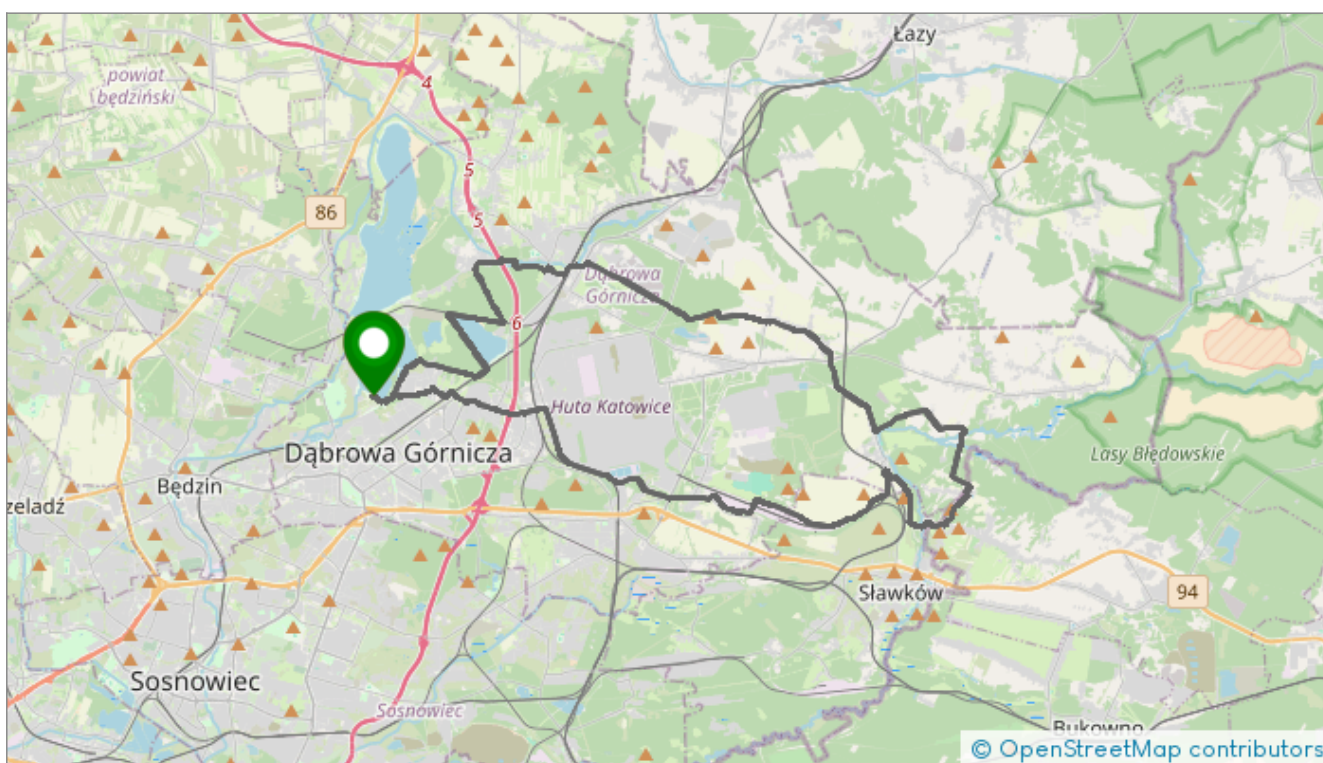 Łazy
powiat
będziński
4
5
86
5
Dąbrowa
Górnicza
6
Huta Katowice
Dąbrowa Górnicza
Lasy Błędowskie
Będzin
zeladź
Sławków
94
Sosnowiec
Sosnowiec
Bukowno
© OpenStreetMap contributors